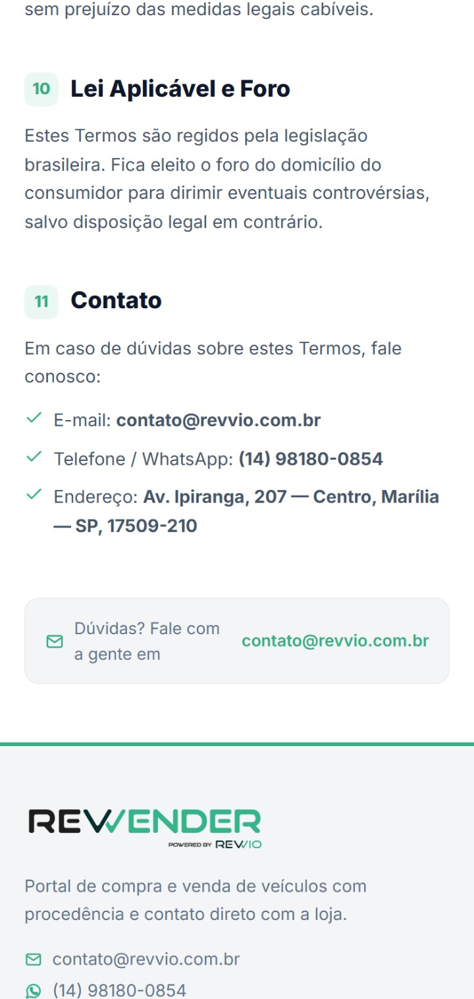 sem prejuízo das medidas legais cabíveis.
10 Lei Aplicável e Foro
Estes Termos são regidos pela legislação
brasileira. Fica eleito o foro do domicílio do
consumidor para dirimir eventuais controvérsias,
salvo disposição legal em contrário.
11 Contato
Em caso de dúvidas sobre estes Termos, fale
conosco:
E-mail: contato@revvio.com.br
Telefone / WhatsApp: (14) 98180-0854
Endereço: Av. Ipiranga, 207 — Centro, Marília
— SP, 17509-210
Dúvidas? Fale com
a gente em
contato@revvio.com.br
REVVENDER
POWERED BY REVVIO
Portal de compra e venda de veículos com
procedência e contato direto com a loja.
contato@revvio.com.br
(14) 98180-0854